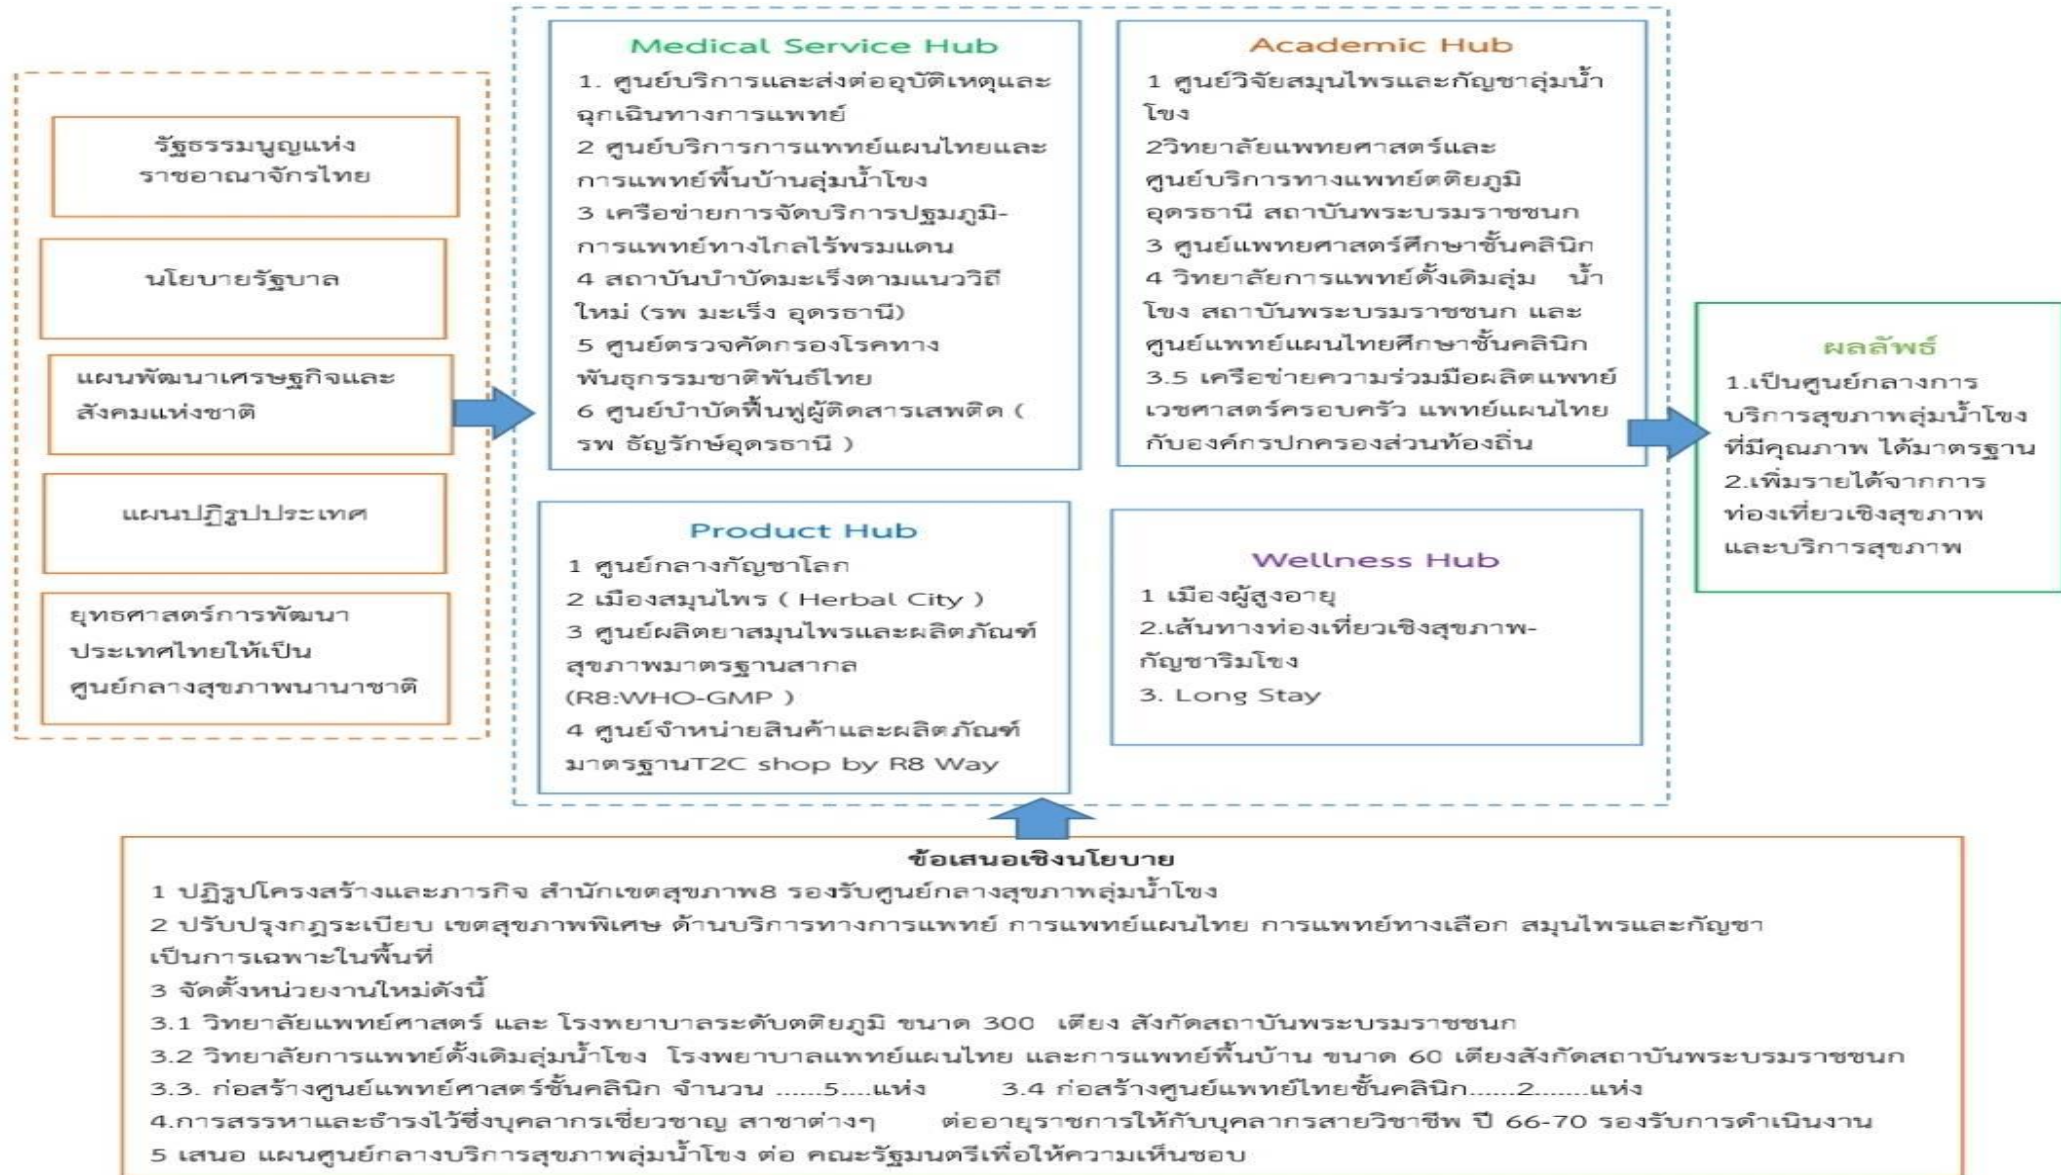 รัฐธรรมนูญแห่ง
ราชอาณาจักรไทย
นโยบายรัฐบาล
แผนพัฒนาเศรษฐกิจและ
สังคมแห่งชาติ
แผนปฏิรูปประเทศ
ยุทธศาสตร์การพัฒนา
ประเทศไทยให้เป็น
ศูนย์กลางสุขภาพนานาชาติ
Medical Service Hub
1. ศูนย์บริการและส่งต่ออุบัติเหตุและ
ฉุกเฉินทางการแพทย์
2 ศูนย์บริการการแพทย์แผนไทยและ
การแพทย์พื้นบ้านลุ่มน้ำโขง
3 เครือข่ายการจัดบริการปฐมภูมิ-
การแพทย์ทางไกลไร้พรมแดน
4 สถาบันบำบัดมะเร็งตามแนววิถี
ใหม่ (รพ มะเร็ง อุดรธานี)
5 ศูนย์ตรวจคัดกรองโรคทาง
พันธุกรรมชาติพันธ์ไทย
6 ศูนย์บำบัดฟื้นฟูผู้ติดสารเสพติด (
รพ ธัญรักษ์อุดรธานี )
Academic Hub
1 ศูนย์วิจัยสมุนไพรและกัญชาลุ่มน้ำ
โขง
2วิทยาลัยแพทยศาสตร์และ
ศูนย์บริการทางแพทย์ตติยภูมิ
อุดรธานี สถาบันพระบรมราชชนก
3 ศูนย์แพทยศาสตร์ศึกษาชั้นคลินิก
4 วิทยาลัยการแพทย์ดั้งเดิมลุ่ม น้ำ
โขง สถาบันพระบรมราชชนก และ
ศูนย์แพทย์แผนไทยศึกษาชั้นคลินิก
3.5 เครือข่ายความร่วมมือผลิตแพทย์
เวชศาสตร์ครอบครัว แพทย์แผนไทย
กับองค์กรปกครองส่วนท้องถิ่น
Product Hub
1 ศูนย์กลางกัญชาโลก
2 เมืองสมุนไพร ( Herbal City )
3 ศูนย์ผลิตยาสมุนไพรและผลิตภัณฑ์
สุขภาพมาตรฐานสากล
(R8:WHO-GMP )
4 ศูนย์จำหน่ายสินค้าและผลิตภัณฑ์
มาตรฐานT2C shop by R8 Way
Wellness Hub
1 เมืองผู้สูงอายุ
2.เส้นทางท่องเที่ยวเชิงสุขภาพ-
กัญชาริมโขง
3. Long Stay
ผลลัพธ์
1.เป็นศูนย์กลางการ
บริการสุขภาพลุ่มน้ำโขง
ที่มีคุณภาพ ได้มาตรฐาน
2.เพิ่มรายได้จากการ
ท่องเที่ยวเชิงสุขภาพ
และบริการสุขภาพ
ข้อเสนอเชิงนโยบาย
1 ปฏิรูปโครงสร้างและภารกิจ สำนักเขตสุขภาพ8 รองรับศูนย์กลางสุขภาพลุ่มน้ำโขง
2 ปรับปรุงกฎระเบียบ เขตสุขภาพพิเศษ ด้านบริการทางการแพทย์ การแพทย์แผนไทย การแพทย์ทางเลือก สมุนไพรและกัญชา
เป็นการเฉพาะในพื้นที่
3 จัดตั้งหน่วยงานใหม่ดังนี้
3.1 วิทยาลัยแพทย์ศาสตร์ และ โรงพยาบาลระดับตติยภูมิ ขนาด 300 เตียง สังกัดสถาบันพระบรมราชชนก
3.2 วิทยาลัยการแพทย์ดั้งเดิมลุ่มน้ำโขง โรงพยาบาลแพทย์แผนไทย และการแพทย์พื้นบ้าน ขนาด 60 เตียงสังกัดสถาบันพระบรมราชชนก
3.3. ก่อสร้างศูนย์แพทย์ศาสตร์ชั้นคลินิก จำนวน ......5....แห่ง 3.4 ก่อสร้างศูนย์แพทย์ไทยชั้นคลินิก......2.......แห่ง
4.การสรรหาและธำรงไว้ซึ่งบุคลากรเชี่ยวชาญ สาขาต่างๆ ต่ออายุราชการให้กับบุคลากรสายวิชาชีพ ปี 66-70 รองรับการดำเนินงาน
5 เสนอ แผนศูนย์กลางบริการสุขภาพลุ่มน้ำโขง ต่อ คณะรัฐมนตรีเพื่อให้ความเห็นชอบ